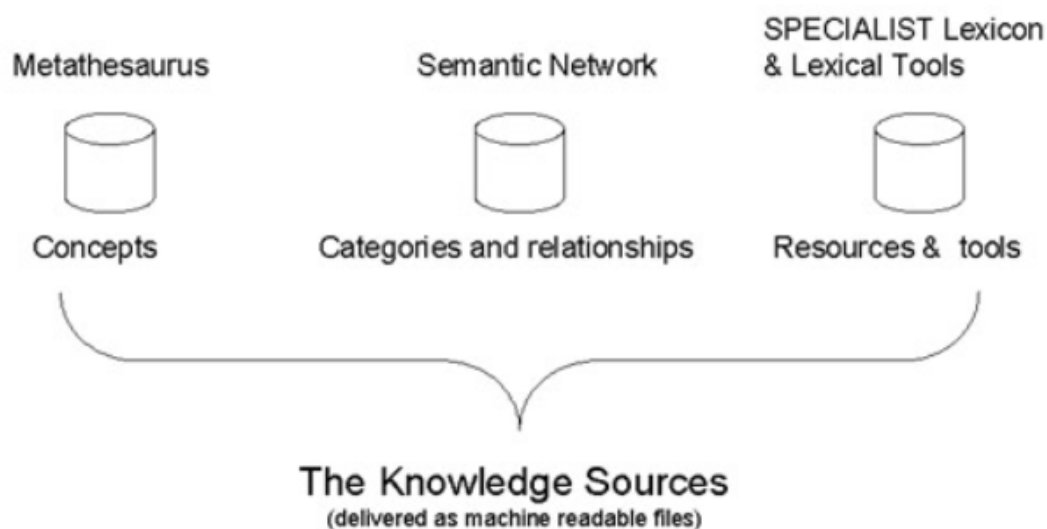 Metathesaurus
Semantic Network
SPECIALIST Lexicon
& Lexical Tools
Concepts
Categories and relationships
Resources & tools
The Knowledge Sources
(delivered as machine readable files)